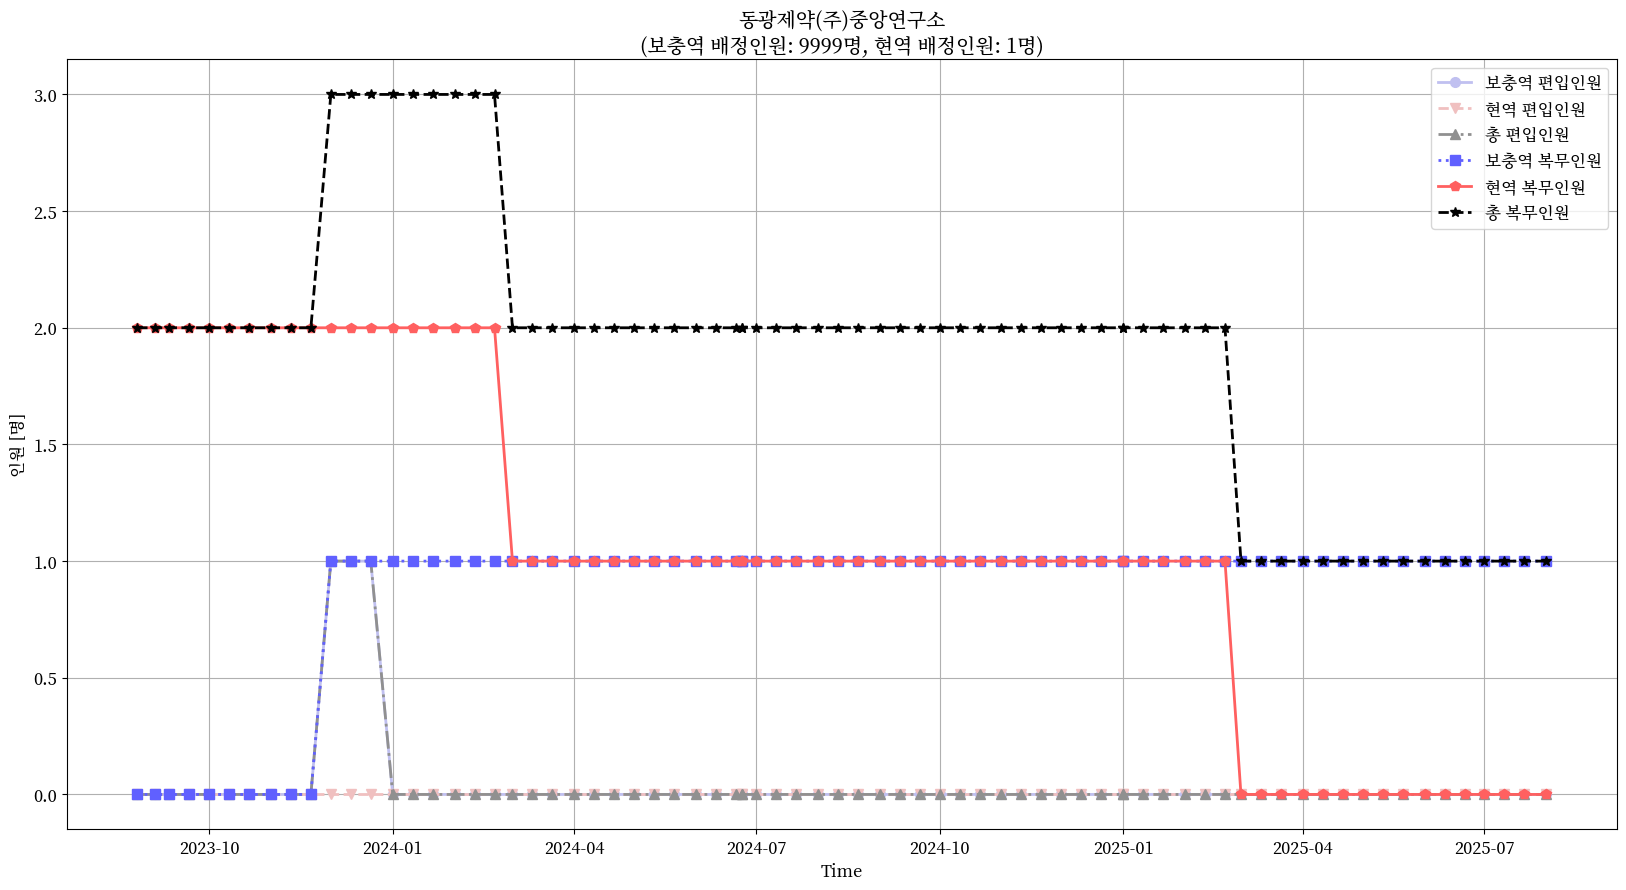 동광제약(주)중앙연구소
(보충역 배정인원: 9999명, 현역 배정인원: 1명)
보충역 편입인원
현역 편입인원
총 편입인원
보충역 복무인원
현역 복무인원
총 복무인원
인원 [명]
3.0
2.5
2.0
1.5
1.0
0.5
0.0
2023-10
2024-01
2024-04
2024-07
2024-10
2025-01
2025-04
2025-07
Time